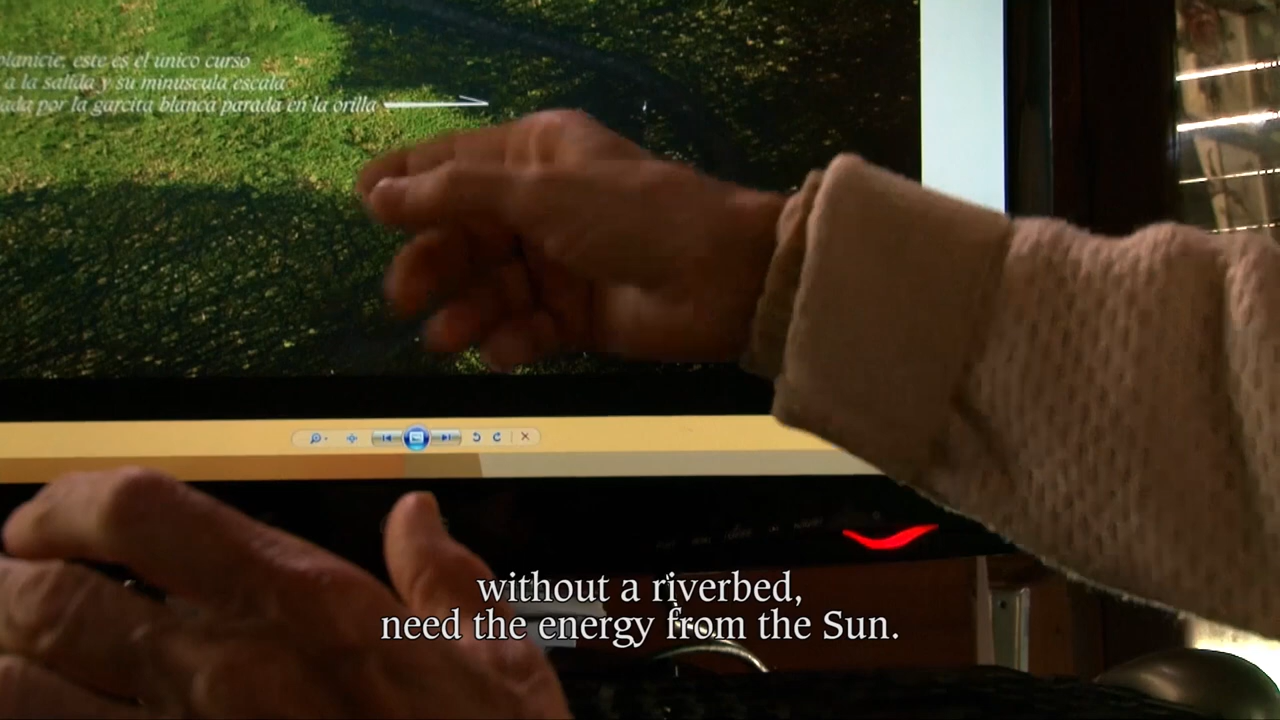 planicie, este es el único curso
a la salida y su minúscula escala
por la garcita blanca parada en la orilla
without a riverbed,
need the energy from the Sun.